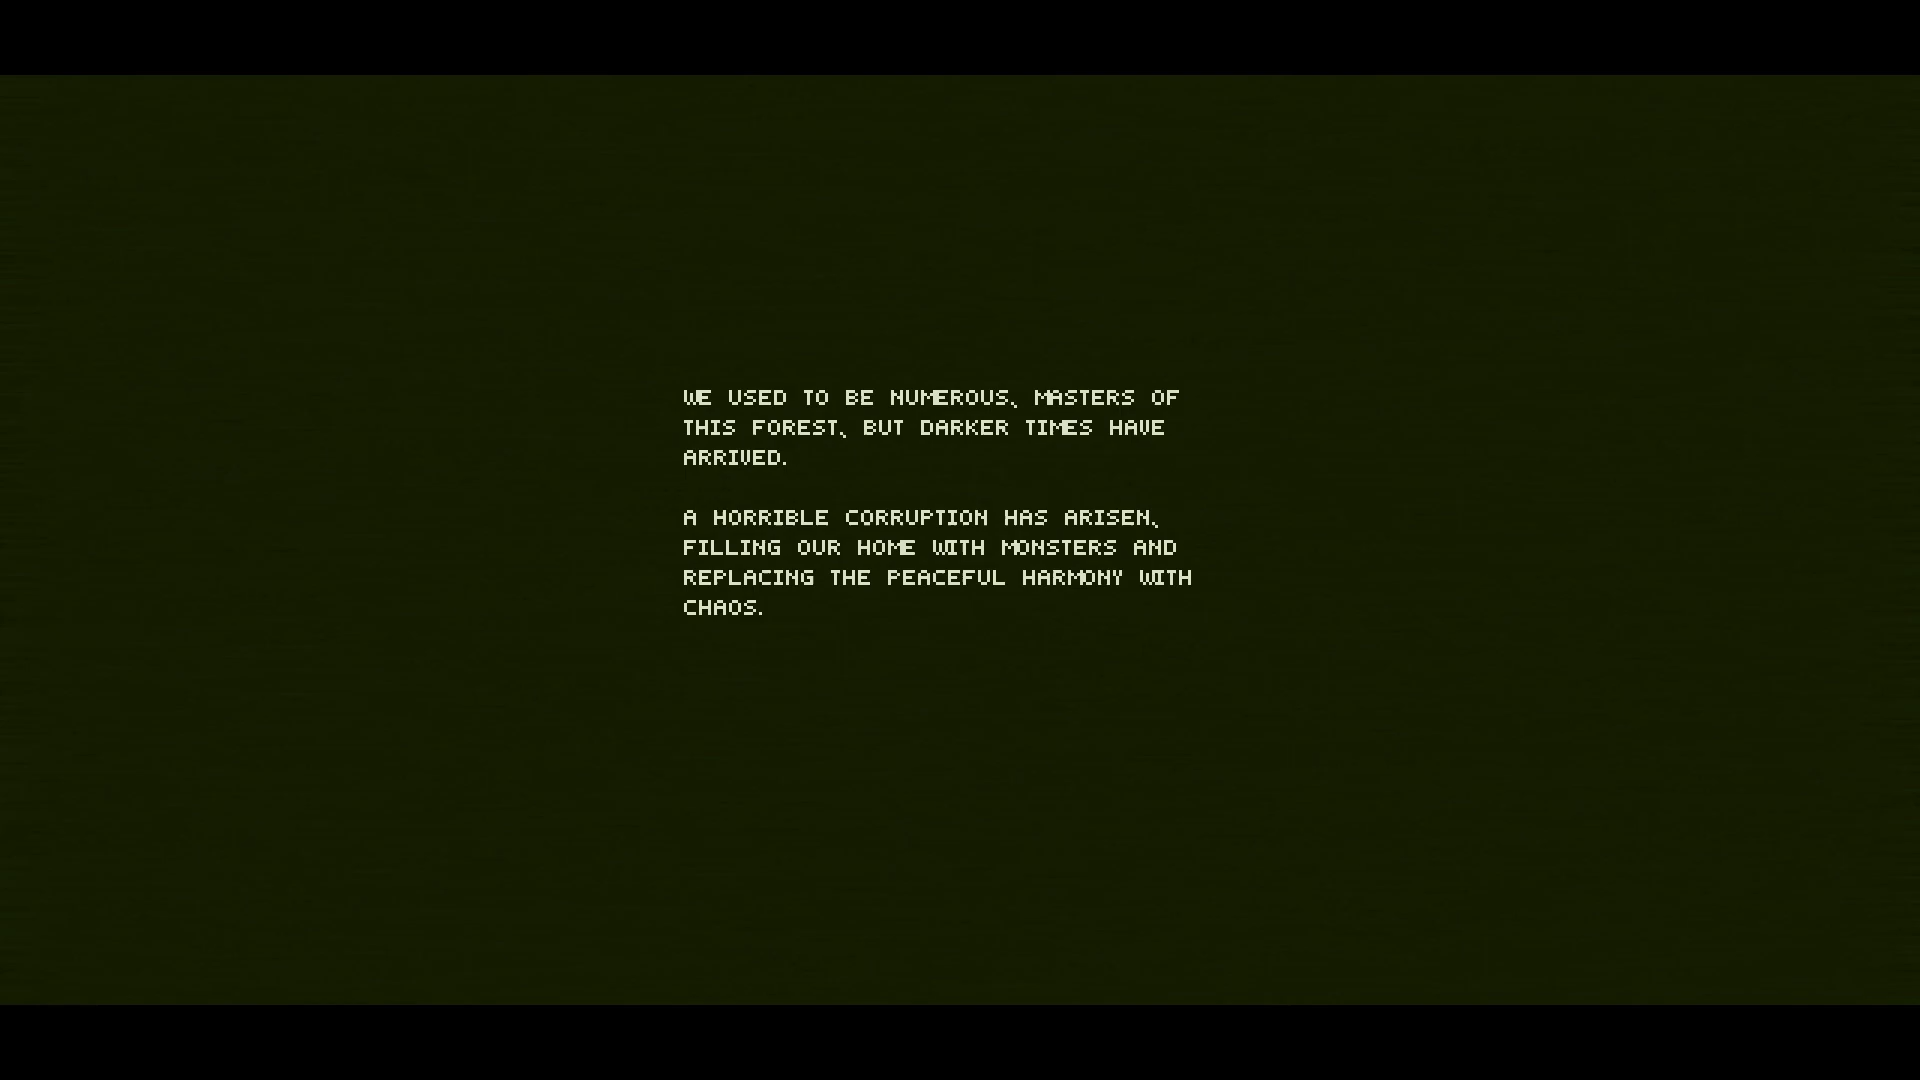 WE USED TO BE NUMEROUS, MASTERS OF
THIS FOREST, BUT DARKER TIMES HAVE
ARRIVED.
A HORRIBLE CORRUPTION HAS ARISEN,
FILLING OUR HOME WITH MONSTERS AND
REPLACING THE PEACEFUL HARMONY WITH
CHAOS.